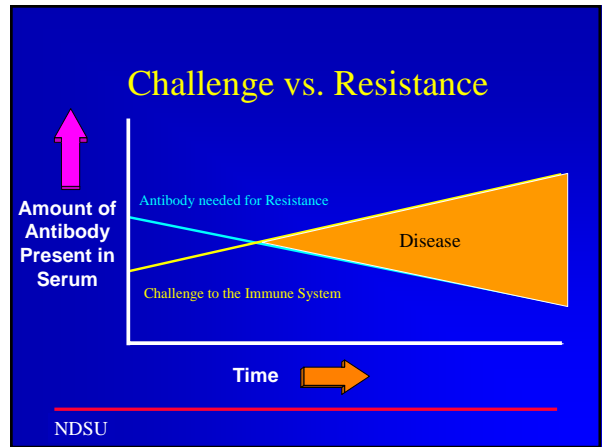 Challenge vs. Resistance
Antibody needed for Resistance
Amount of
Antibody
Present in
Serum
Disease
Challenge to the Immune System
Time
NDSU